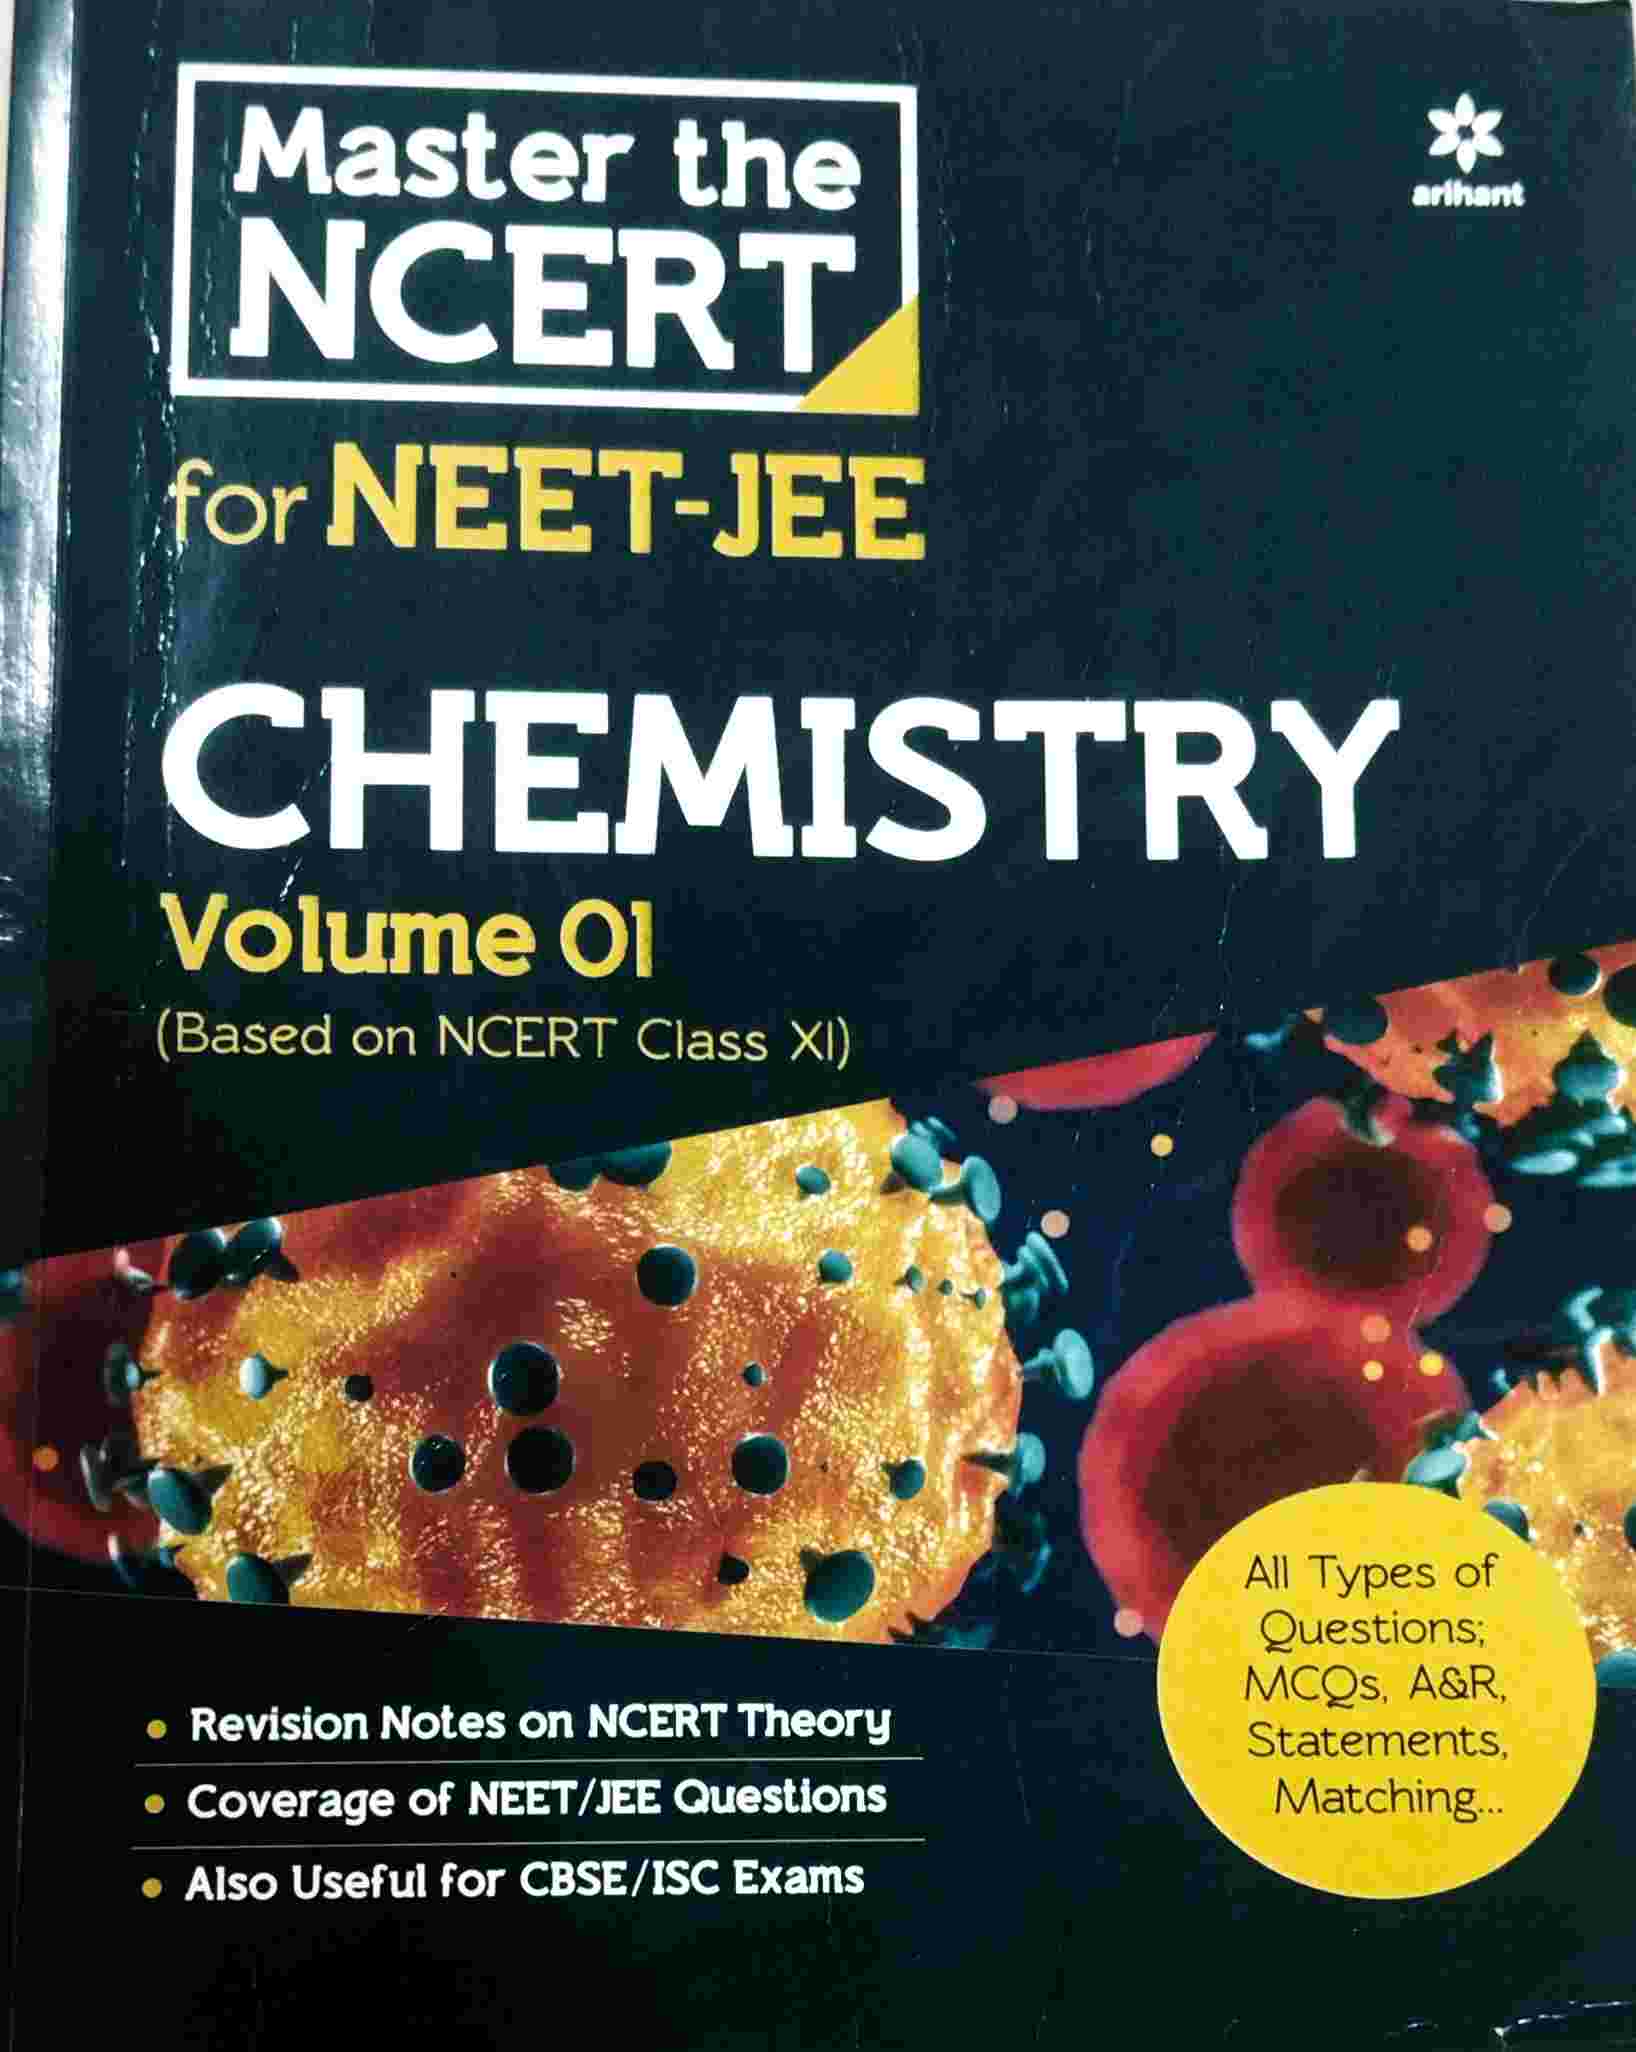 Master the
NCERT
arihant
for NEET-JEE
CHEMISTRY
Volume 01
(Based on NCERT Class XI)
All Types of
Questions;
MCQs, A&R,
Statements,
Matching...
Revision Notes on NCERT Theory
Coverage of NEET/JEE Questions
Also Useful for CBSE/ISC Exams